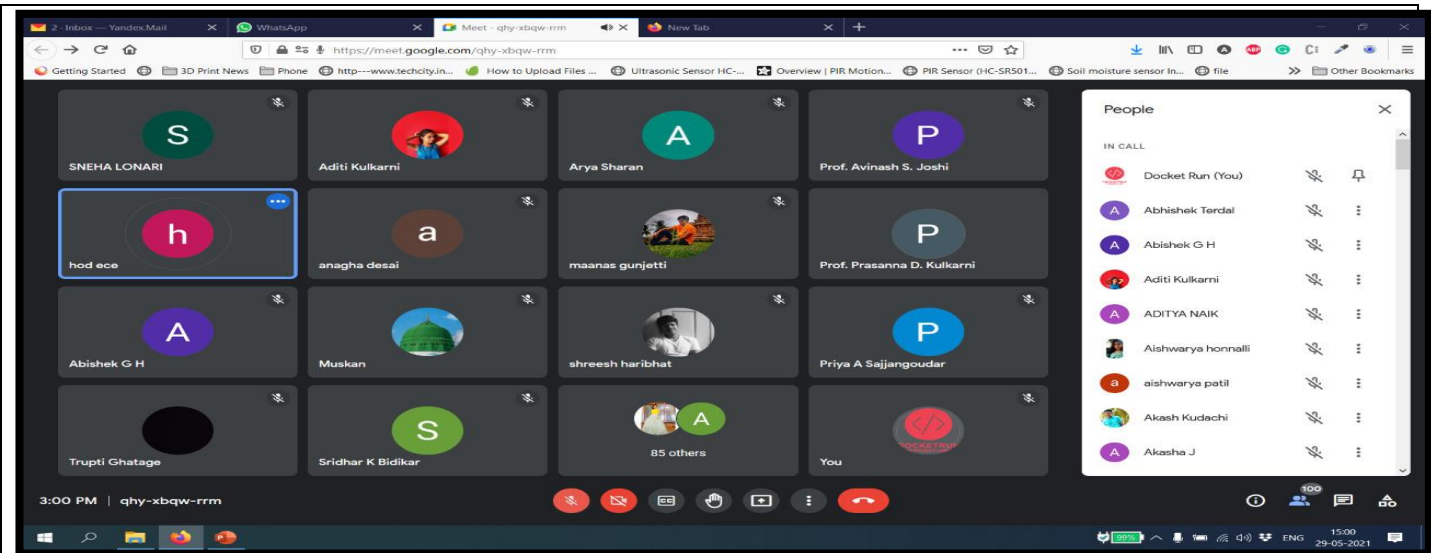 2 - Inbox — Yandex.Mail
WhatsApp
Meet - qhy-xbqw-rrm
New Tab
https://meet.google.com/qhy-xbqw-rrm
ABP
Getting Started
3D Print News
Phone
http---www.techcity.in...
How to Upload Files ...
Ultrasonic Sensor HC-...
Overview | PIR Motion...
PIR Sensor (HC-SR501...
Soil moisture sensor In...
file
Other Bookmarks
S
SNEHA LONARI
Aditi Kulkarni
A
Arya Sharan
P
Prof. Avinash S. Joshi
h
hod ece
a
anagha desai
maanas gunjetti
P
Prof. Prasanna D. Kulkarni
A
Abishek G H
Muskan
shreesh haribhat
P
Priya A Sajjangoudar
Trupti Ghatage
S
Sridhar K Bidikar
A
85 others
DOCKETRUN
You
People
IN CALL
Docket Run (You)
A Abhishek Terdal
A Abishek G H
Aditi Kulkarni
A ADITYA NAIK
Aishwarya honnalli
a aishwarya patil
Akash Kudachi
A Akasha J
3:00 PM | qhy-xbqw-rrm
CC
100
99%
ENG
15:00
29-05-2021